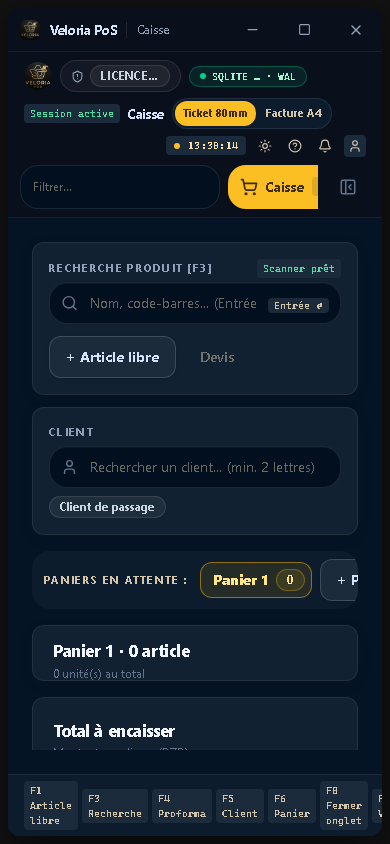 VELORIA
Veloria PoS
Caisse
VELORIA
LICENCE...
SQLITE … · WAL
Session active
Caisse
Ticket 80mm
Facture A4
13:30:14
Filtrer...
Caisse
RECHERCHE PRODUIT [F3]
Scanner prêt
Nom, code-barres... (Entrée
Entrée ↲
+ Article libre
Devis
CLIENT
Rechercher un client... (min. 2 lettres)
Client de passage
PANIERS EN ATTENTE :
Panier 1 0
+ P
Panier 1 · 0 article
0 unité(s) au total
Total à encaisser
F1
Article
libre
F3
Recherche
F4
Proforma
F5
Client
F6
Panier
F8
Fermer
onglet